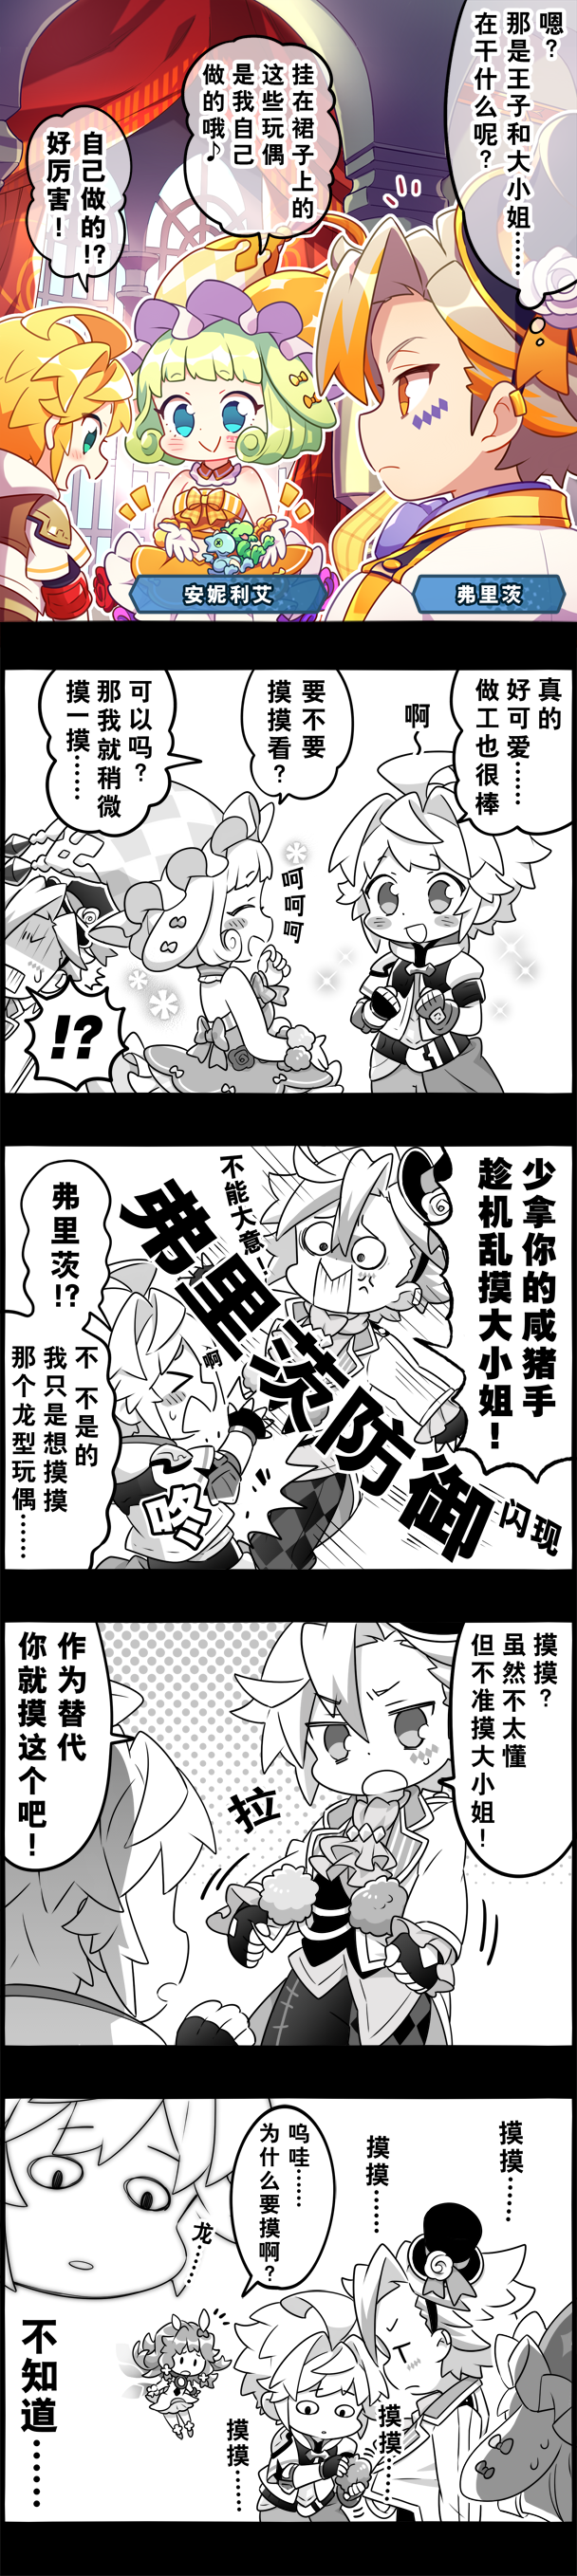 嗯？
那是王子和大小姐……
在干什么呢？
挂在裙子上的
这些玩偶
是我自己
做的哦♪
自己做的!?
好厉害！
安妮利艾
弗里茨
真的
好可爱……
做工也很棒
啊～
要不要
摸摸看？
呵呵呵
可以吗？
那我就稍微
摸一摸……
!?
少拿你的咸猪手
趁机乱摸大小姐！
不能大意！
弗里茨防御
闪现
啊
咚
弗里茨!?
不 不是的
我只是想摸摸
那个龙型玩偶……
摸摸？
虽然不太懂
但不准摸大小姐！
拉
作为替代
你就摸这个吧！
摸摸……
摸摸……
呜哇……
为什么要摸啊？
摸摸……
摸摸……
龙……
不知道……